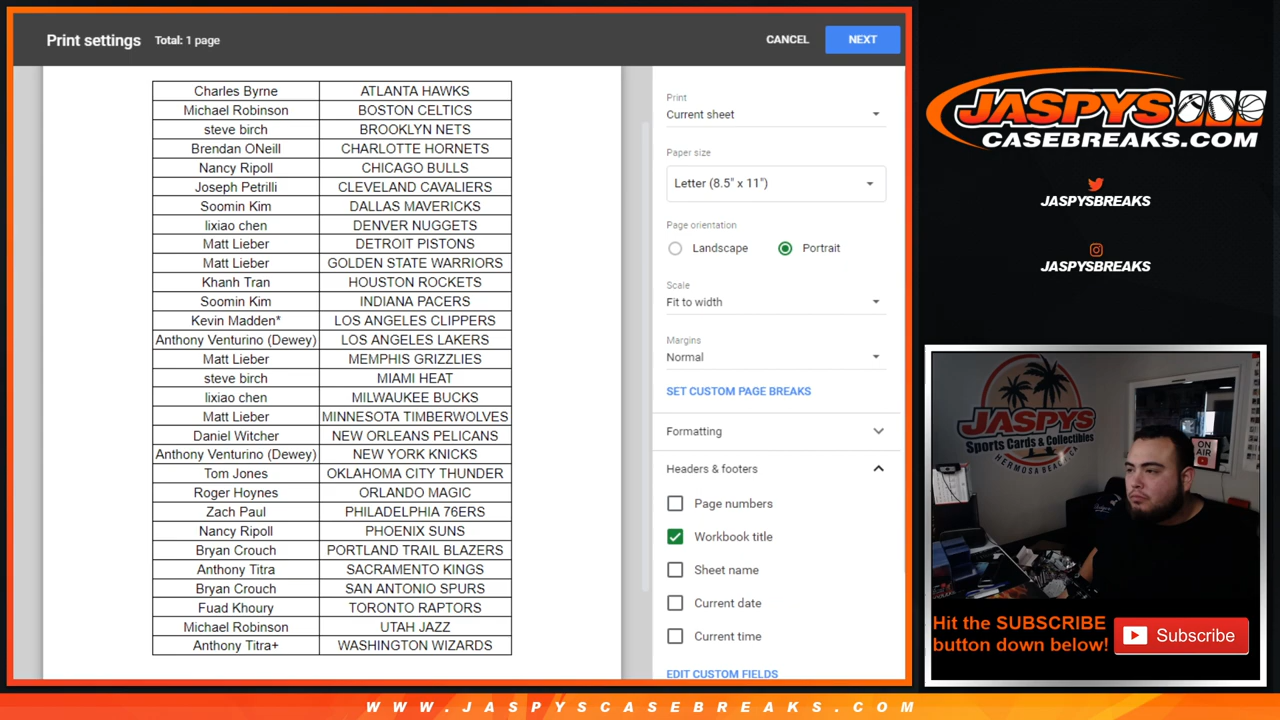 Print settings Total: 1 page CANCEL NEXT
Charles Byrne ATLANTA HAWKS
Michael Robinson BOSTON CELTICS
steve birch BROOKLYN NETS
Brendan ONeill CHARLOTTE HORNETS
Nancy Ripoll CHICAGO BULLS
Joseph Petrilli CLEVELAND CAVALIERS
Soomin Kim DALLAS MAVERICKS
lixiao chen DENVER NUGGETS
Matt Lieber DETROIT PISTONS
Matt Lieber GOLDEN STATE WARRIORS
Khanh Tran HOUSTON ROCKETS
Soomin Kim INDIANA PACERS
Kevin Madden* LOS ANGELES CLIPPERS
Anthony Venturino (Dewey) LOS ANGELES LAKERS
Matt Lieber MEMPHIS GRIZZLIES
steve birch MIAMI HEAT
lixiao chen MILWAUKEE BUCKS
Matt Lieber MINNESOTA TIMBERWOLVES
Daniel Witcher NEW ORLEANS PELICANS
Anthony Venturino (Dewey) NEW YORK KNICKS
Tom Jones OKLAHOMA CITY THUNDER
Roger Hoynes ORLANDO MAGIC
Zach Paul PHILADELPHIA 76ERS
Nancy Ripoll PHOENIX SUNS
Bryan Crouch PORTLAND TRAIL BLAZERS
Anthony Titra SACRAMENTO KINGS
Bryan Crouch SAN ANTONIO SPURS
Fuad Khoury TORONTO RAPTORS
Michael Robinson UTAH JAZZ
Anthony Titra+ WASHINGTON WIZARDS
Print
Current sheet
Paper size
Letter (8.5" x 11")
Page orientation
Landscape Portrait
Scale
Fit to width
Margins
Normal
SET CUSTOM PAGE BREAKS
Formatting
Headers & footers
Page numbers
Workbook title
Sheet name
Current date
Current time
EDIT CUSTOM FIELDS
JASPYS
CASEBREAKS.COM
JASPYSBREAKS
JASPYSBREAKS
JASPYS
Sports Cards & Collectibles
HERMOSA BEACH
ON
AIR
Hit the SUBSCRIBE
button down below!
Subscribe
WWW.JASPYSCASEBREAKS.COM